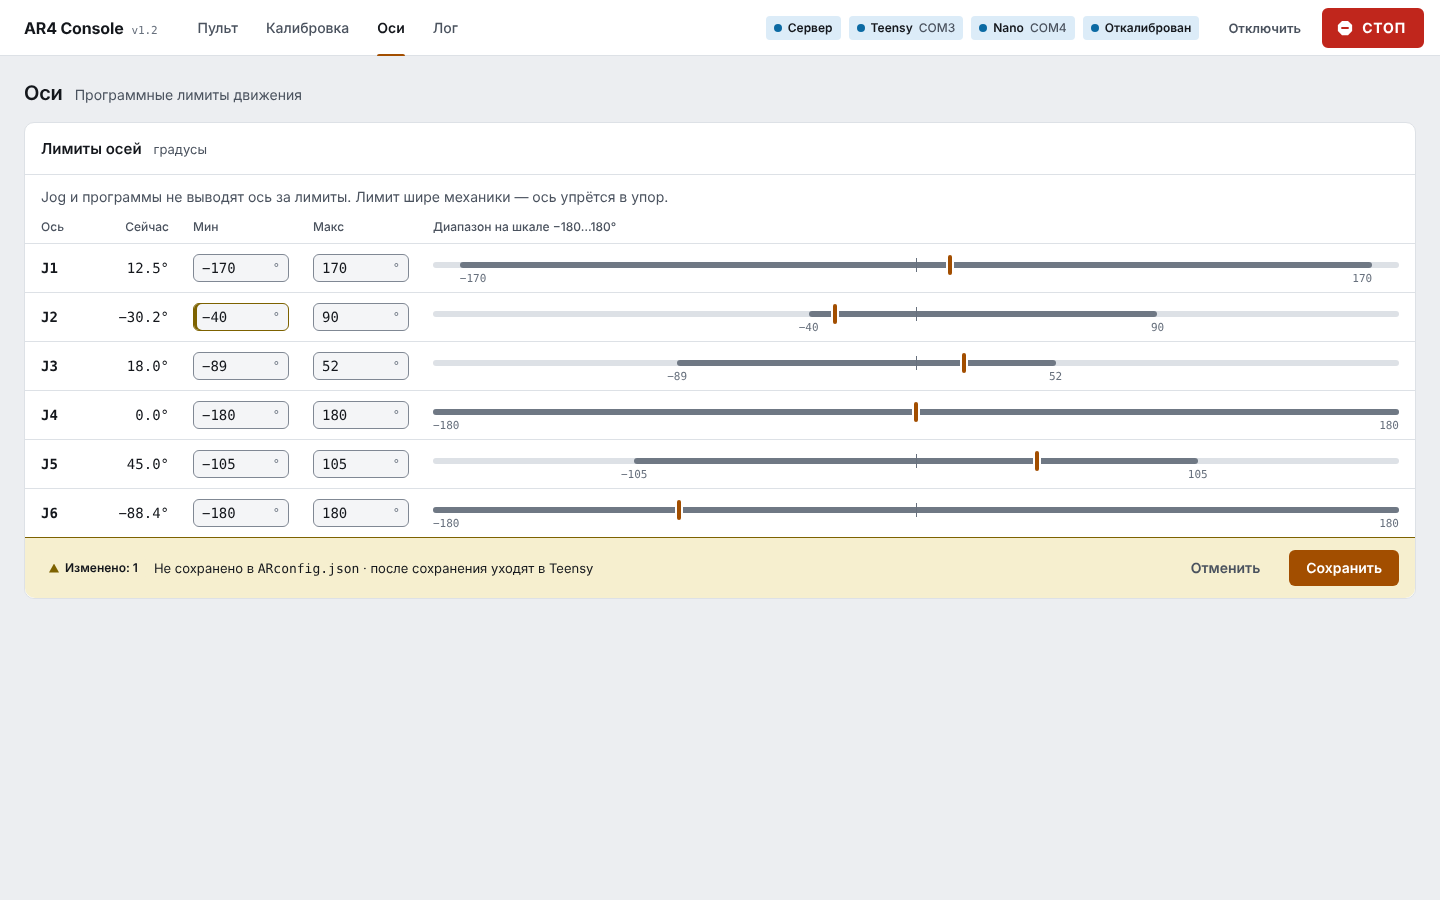 AR4 Console v1.2 Пульт Калибровка Оси Лог Сервер Teensy COM3 Nano COM4 Откалиброван Отключить СТОП
Оси Программные лимиты движения
Лимиты осей градусы
Jog и программы не выводят ось за лимиты. Лимит шире механики — ось упрётся в упор.
Ось Сейчас Мин Макс Диапазон на шкале −180…180°
J1 12.5° −170 ° 170 °
−170 170
J2 −30.2° −40 ° 90 °
−40 90
J3 18.0° −89 ° 52 °
−89 52
J4 0.0° −180 ° 180 °
−180 180
J5 45.0° −105 ° 105 °
−105 105
J6 −88.4° −180 ° 180 °
−180 180
Изменено: 1 Не сохранено в ARconfig.json · после сохранения уходят в Teensy Отменить Сохранить